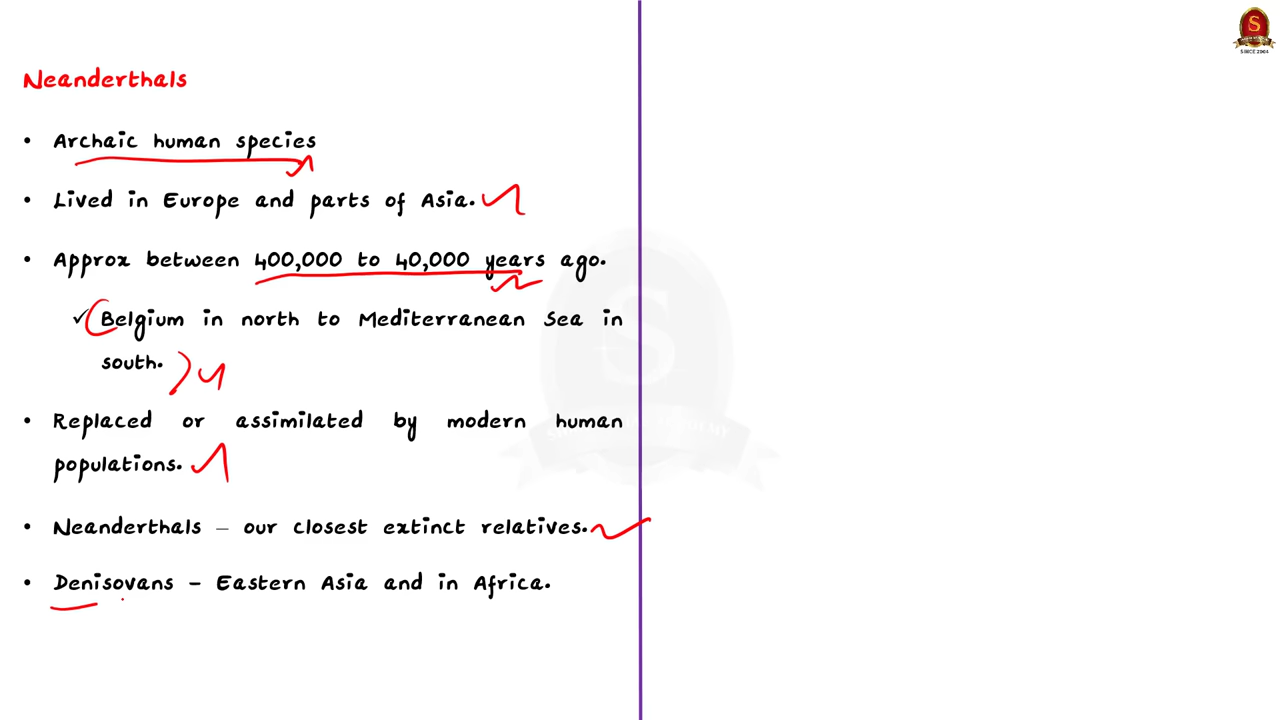 Neanderthals
• Archaic human species
• Lived in Europe and parts of Asia.
• Approx between 400,000 to 40,000 years ago.
✓ Belgium in north to Mediterranean Sea in
south.
• Replaced or assimilated by modern human
populations.
• Neanderthals – our closest extinct relatives.
• Denisovans – Eastern Asia and in Africa.
S
SINCE 2004